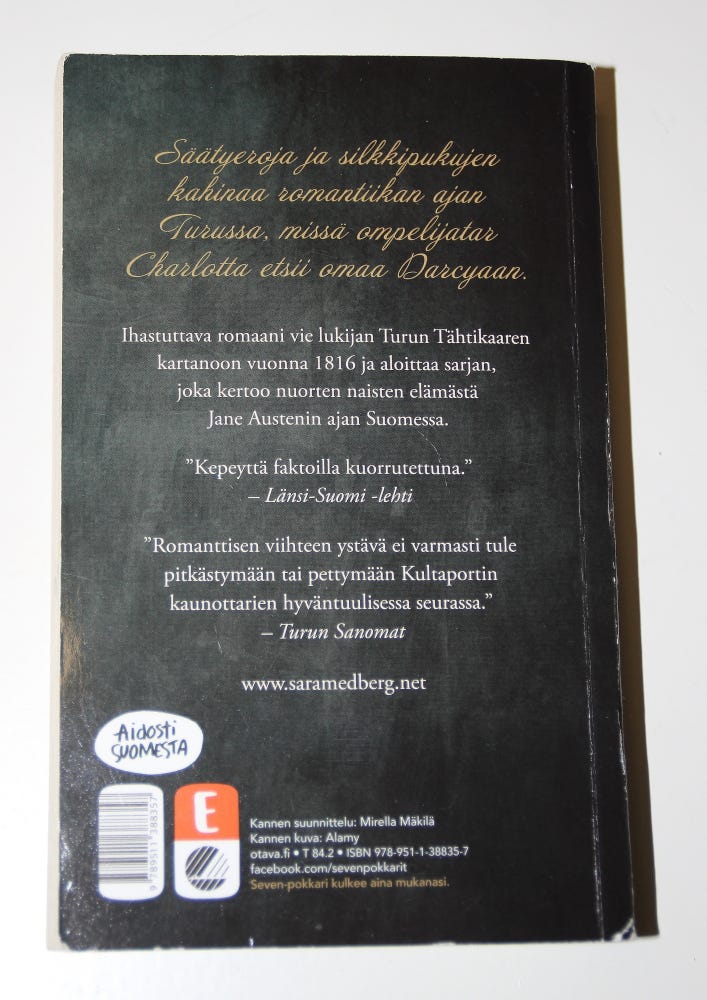 Säätyeroja ja silkkipukujen
kahinaa romantiikan ajan
Turussa, missä ompelijatar
Charlotta etsii omaa Darcyaan.
Ihastuttava romaani vie lukijan Turun Tähtikaaren
kartanoon vuonna 1816 ja aloittaa sarjan,
joka kertoo nuorten naisten elämästä
Jane Austenin ajan Suomessa.
”Kepeyttä faktoilla kuorrutettuna.”
– Länsi-Suomi -lehti
”Romanttisen viihteen ystävä ei varmasti tule
pitkästymään tai pettymään Kultaportin
kaunottarien hyväntuulisessa seurassa.”
– Turun Sanomat
www.saramedberg.net
Aidosti
SUOMESTA
9 789511 388357
E
Kannen suunnittelu: Mirella Mäkilä
Kannen kuva: Alamy
otava.fi • T 84.2 • ISBN 978-951-1-38835-7
facebook.com/sevenpokkarit
Seven-pokkari kulkee aina mukanasi.